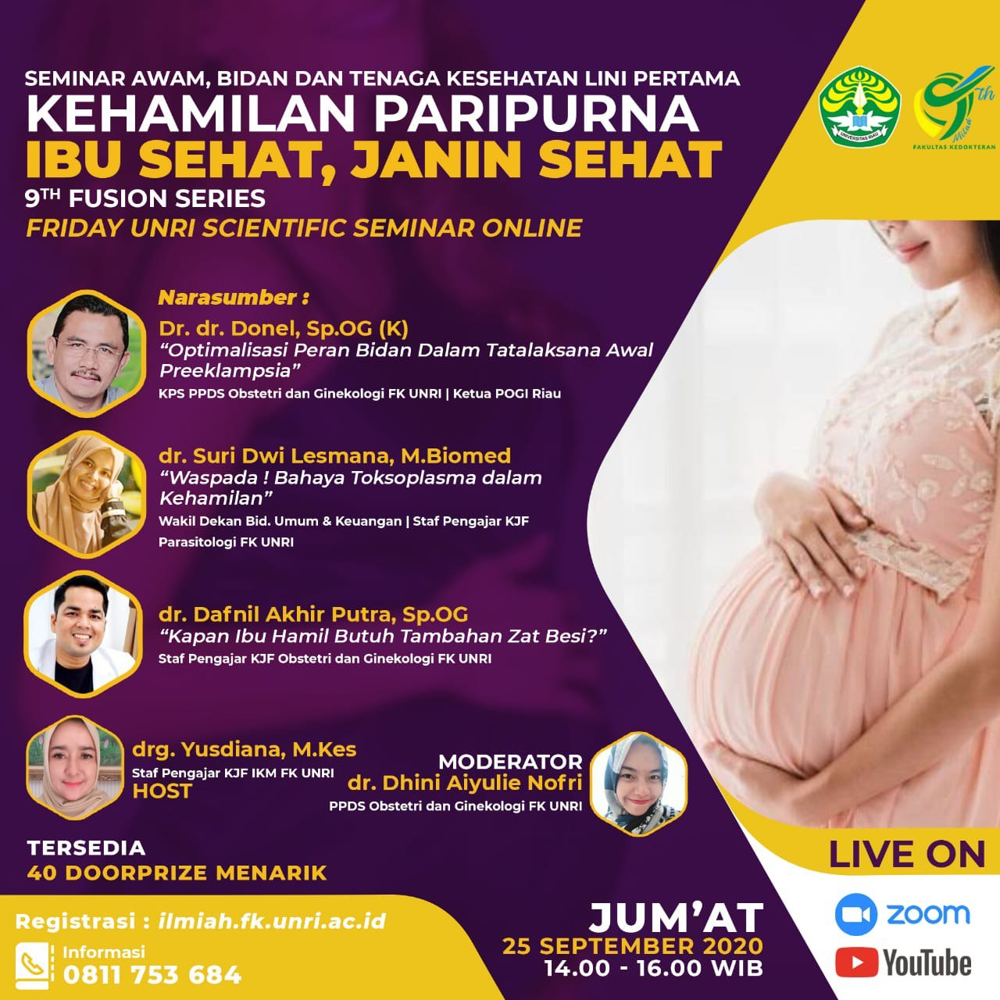 SEMINAR AWAM, BIDAN DAN TENAGA KESEHATAN LINI PERTAMA
KEHAMILAN PARIPURNA
IBU SEHAT, JANIN SEHAT
9TH FUSION SERIES
FRIDAY UNRI SCIENTIFIC SEMINAR ONLINE
UNIVERSITAS RIAU
9th
Milad
FAKULTAS KEDOKTERAN
Narasumber :
Dr. dr. Donel, Sp.OG (K)
“Optimalisasi Peran Bidan Dalam Tatalaksana Awal
Preeklampsia”
KPS PPDS Obstetri dan Ginekologi FK UNRI | Ketua POGI Riau
dr. Suri Dwi Lesmana, M.Biomed
“Waspada ! Bahaya Toksoplasma dalam
Kehamilan”
Wakil Dekan Bid. Umum & Keuangan | Staf Pengajar KJF
Parasitologi FK UNRI
dr. Dafnil Akhir Putra, Sp.OG
“Kapan Ibu Hamil Butuh Tambahan Zat Besi?”
Staf Pengajar KJF Obstetri dan Ginekologi FK UNRI
drg. Yusdiana, M.Kes
Staf Pengajar KJF IKM FK UNRI
HOST
MODERATOR
dr. Dhini Aiyulie Nofri
PPDS Obstetri dan Ginekologi FK UNRI
TERSEDIA
40 DOORPRIZE MENARIK
Registrasi : ilmiah.fk.unri.ac.id
Informasi
0811 753 684
JUM’AT
25 SEPTEMBER 2020
14.00 - 16.00 WIB
LIVE ON
zoom
YouTube